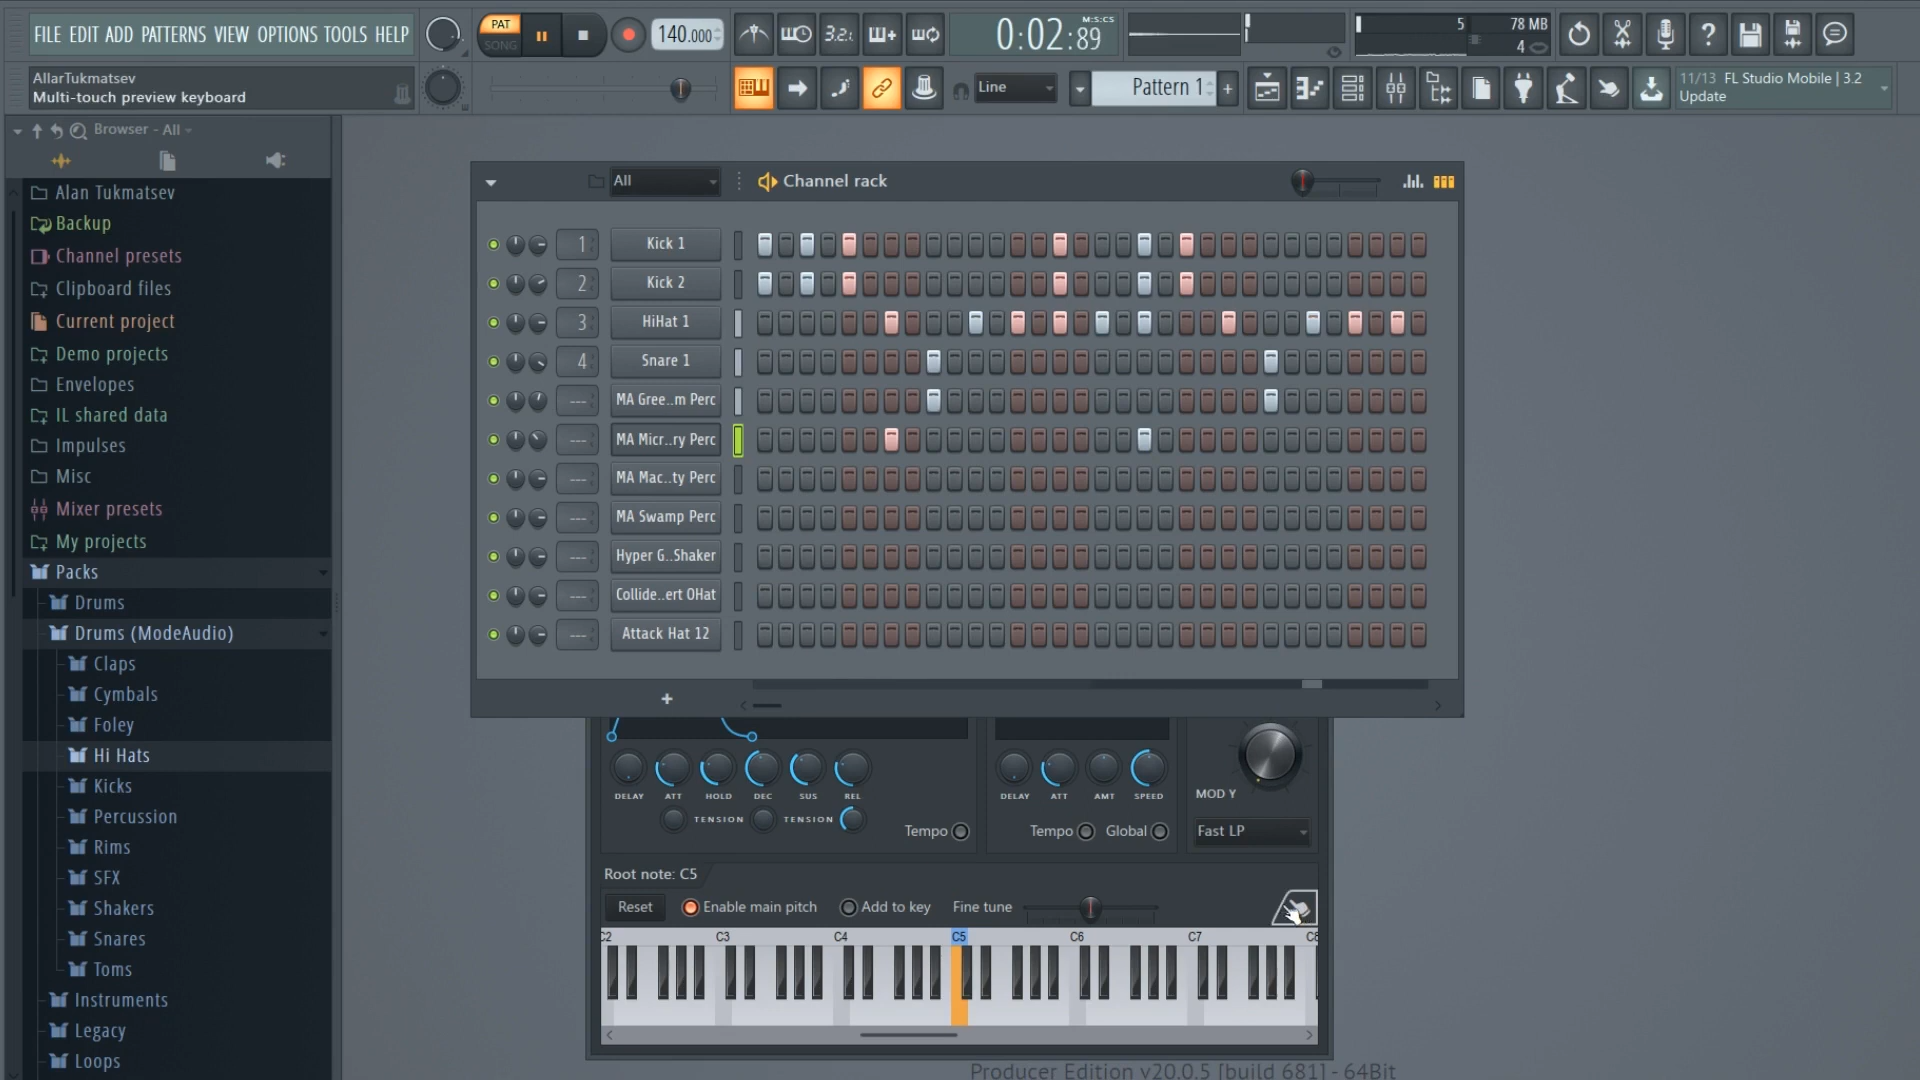 FILE EDIT ADD PATTERNS VIEW OPTIONS TOOLS HELP
PAT
SONG
140.000
3.2.
M:S:CS
0:02:89
5
78 MB
4
AllarTukmatsev
Multi-touch preview keyboard
Line
Pattern 1
+
11/13 FL Studio Mobile | 3.2
Update
Browser - All
Alan Tukmatsev
Backup
Channel presets
Clipboard files
Current project
Demo projects
Envelopes
IL shared data
Impulses
Misc
Mixer presets
My projects
Packs
Drums
Drums (ModeAudio)
Claps
Cymbals
Foley
Hi Hats
Kicks
Percussion
Rims
SFX
Shakers
Snares
Toms
Instruments
Legacy
Loops
All
Channel rack
1 Kick 1
2 Kick 2
3 HiHat 1
4 Snare 1
--- MA Gree..m Perc
--- MA Micr..ry Perc
--- MA Mac..ty Perc
--- MA Swamp Perc
--- Hyper G..Shaker
--- Collide..ert OHat
--- Attack Hat 12
+
DELAY ATT HOLD DEC SUS REL
TENSION TENSION
Tempo
DELAY ATT AMT SPEED
Tempo Global
MOD Y
Fast LP
Root note: C5
Reset Enable main pitch Add to key Fine tune
C2 C3 C4 C5 C6 C7 C8
Producer Edition v20.0.5 [build 681] - 64Bit